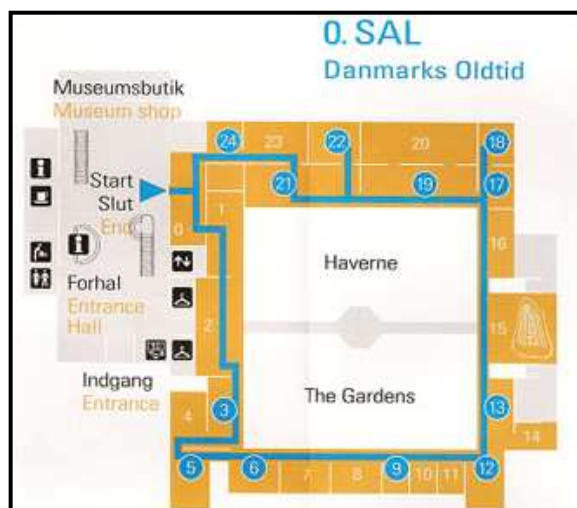 0. SAL
Danmarks Oldtid
Museumsbutik
Museum shop
Start
Slut
End
Forhal
Entrance
Hall
Indgang
Entrance
Haverne
The Gardens
24
23
22
20
18
21
19
17
0
1
16
2
15
3
4
13
14
5
6
7
8
9
10
11
12